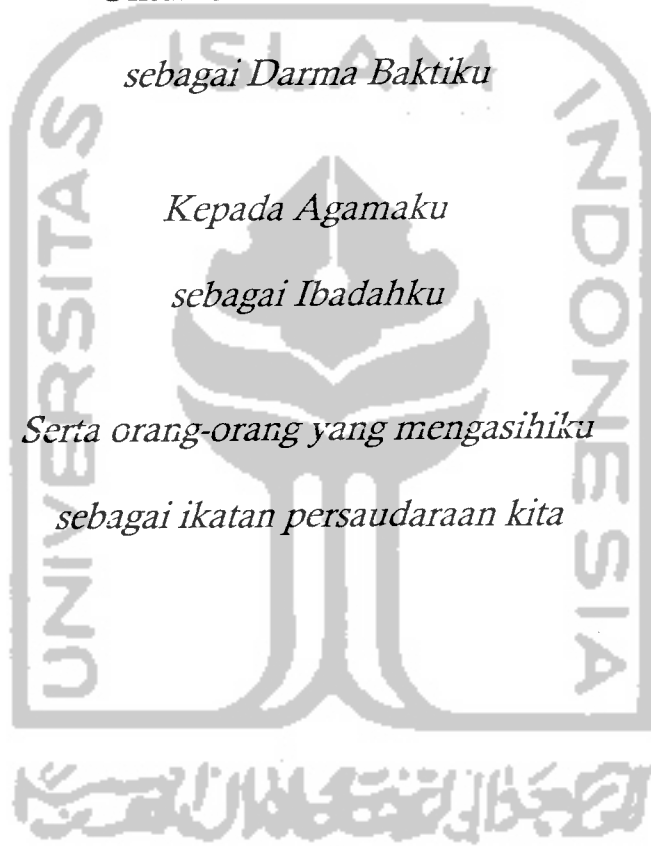 sebagai Darma Baktiku
Kepada Agamaku
sebagai Ibadahku
Serta orang-orang yang mengasihiku
sebagai ikatan persaudaraan kita
UNIVERSITAS ISLAM INDONESIA